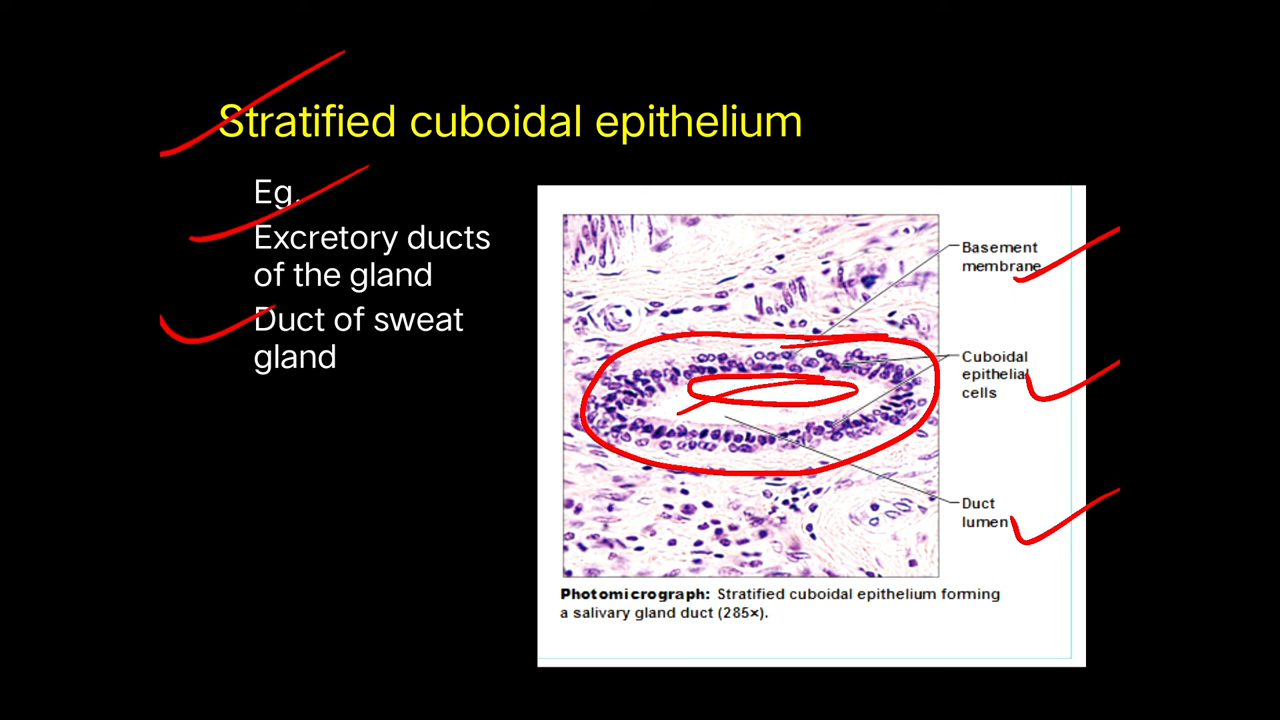 Stratified cuboidal epithelium
Eg.
Excretory ducts
of the gland
Duct of sweat
gland
Basement
membrane
Cuboidal
epithelial
cells
Duct
lumen
Photomicrograph: Stratified cuboidal epithelium forming
a salivary gland duct (285×).